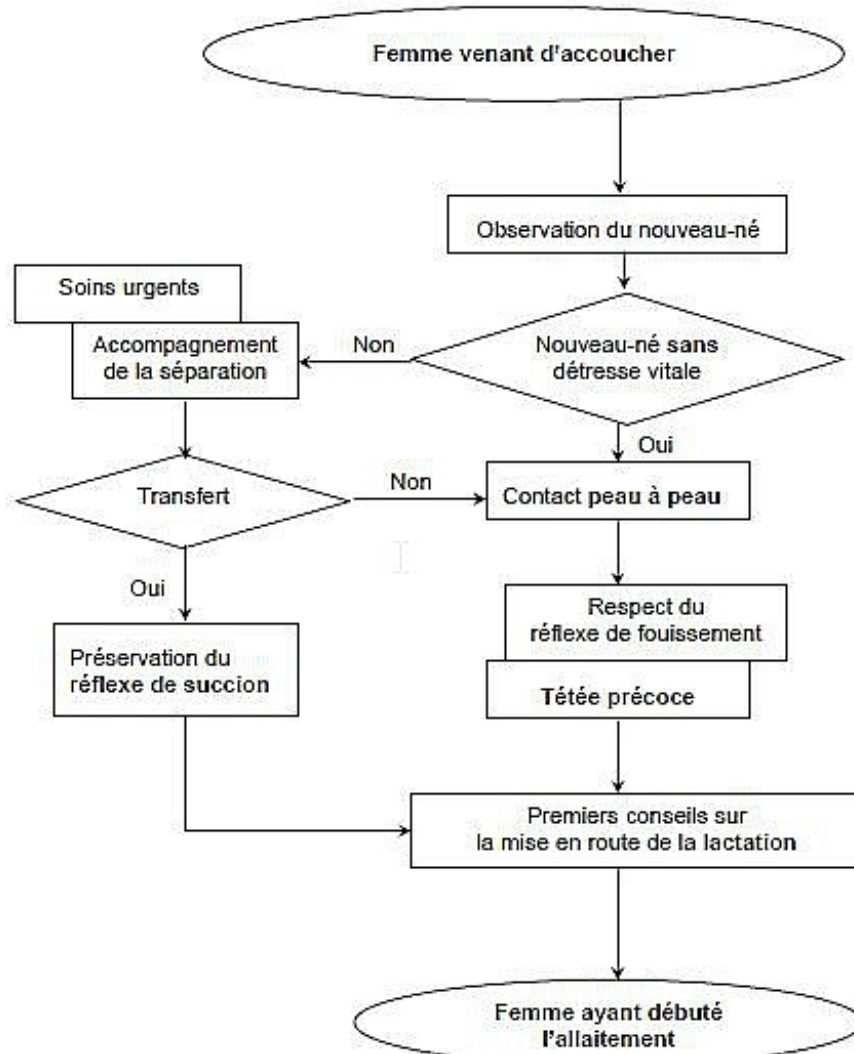 Femme venant d'accoucher
Observation du nouveau-né
Soins urgents
Accompagnement
de la séparation
Non
Nouveau-né sans
détresse vitale
Oui
Transfert
Non
Contact peau à peau
Oui
Respect du
réflexe de fouissement
Préservation du
réflexe de succion
Tétée précoce
Premiers conseils sur
la mise en route de la lactation
Femme ayant débuté
l'allaitement